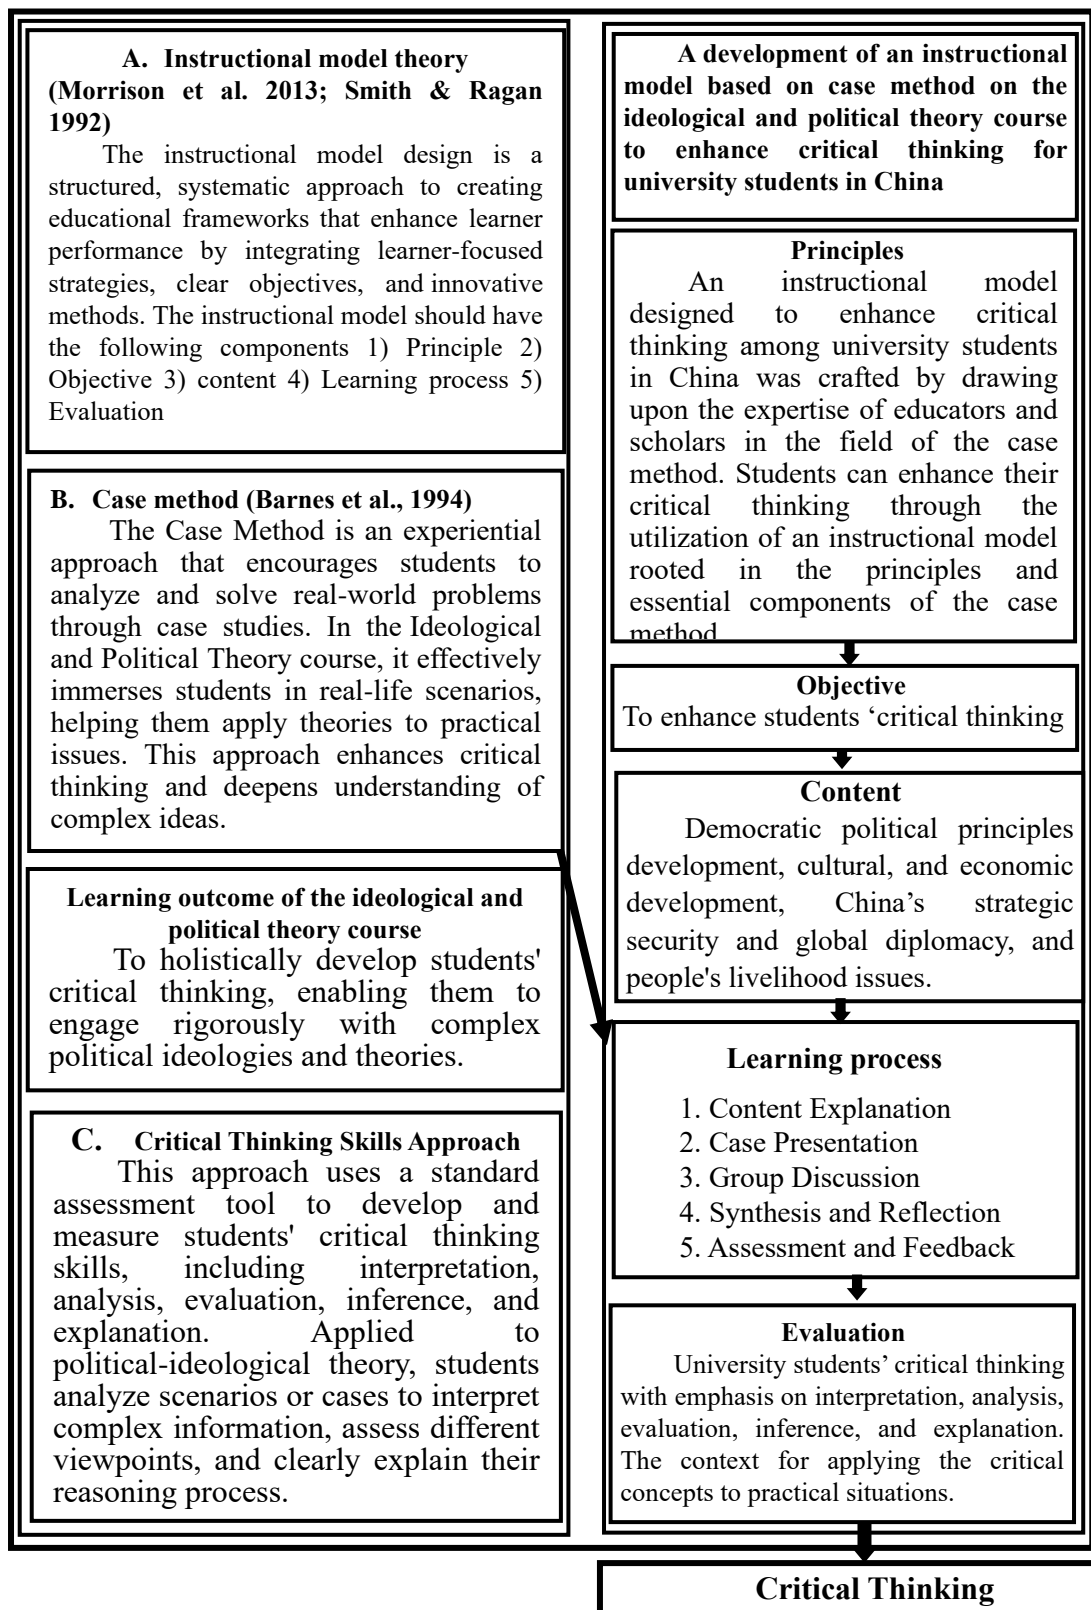 A. Instructional model theory
(Morrison et al. 2013; Smith & Ragan
1992)
The instructional model design is a
structured, systematic approach to creating
educational frameworks that enhance learner
performance by integrating learner-focused
strategies, clear objectives, and innovative
methods. The instructional model should have
the following components 1) Principle 2)
Objective 3) content 4) Learning process 5)
Evaluation
B. Case method (Barnes et al., 1994)
The Case Method is an experiential
approach that encourages students to
analyze and solve real-world problems
through case studies. In the Ideological
and Political Theory course, it effectively
immerses students in real-life scenarios,
helping them apply theories to practical
issues. This approach enhances critical
thinking and deepens understanding of
complex ideas.
Learning outcome of the ideological and
political theory course
To holistically develop students'
critical thinking, enabling them to
engage rigorously with complex
political ideologies and theories.
C. Critical Thinking Skills Approach
This approach uses a standard
assessment tool to develop and
measure students' critical thinking
skills, including interpretation,
analysis, evaluation, inference, and
explanation. Applied to
political-ideological theory, students
analyze scenarios or cases to interpret
complex information, assess different
viewpoints, and clearly explain their
reasoning process.
A development of an instructional
model based on case method on the
ideological and political theory course
to enhance critical thinking for
university students in China
Principles
An instructional model
designed to enhance critical
thinking among university students
in China was crafted by drawing
upon the expertise of educators and
scholars in the field of the case
method. Students can enhance their
critical thinking through the
utilization of an instructional model
rooted in the principles and
essential components of the case
method
Objective
To enhance students ‘critical thinking
Content
Democratic political principles
development, cultural, and economic
development, China’s strategic
security and global diplomacy, and
people's livelihood issues.
Learning process
1. Content Explanation
2. Case Presentation
3. Group Discussion
4. Synthesis and Reflection
5. Assessment and Feedback
Evaluation
University students’ critical thinking
with emphasis on interpretation, analysis,
evaluation, inference, and explanation.
The context for applying the critical
concepts to practical situations.
Critical Thinking